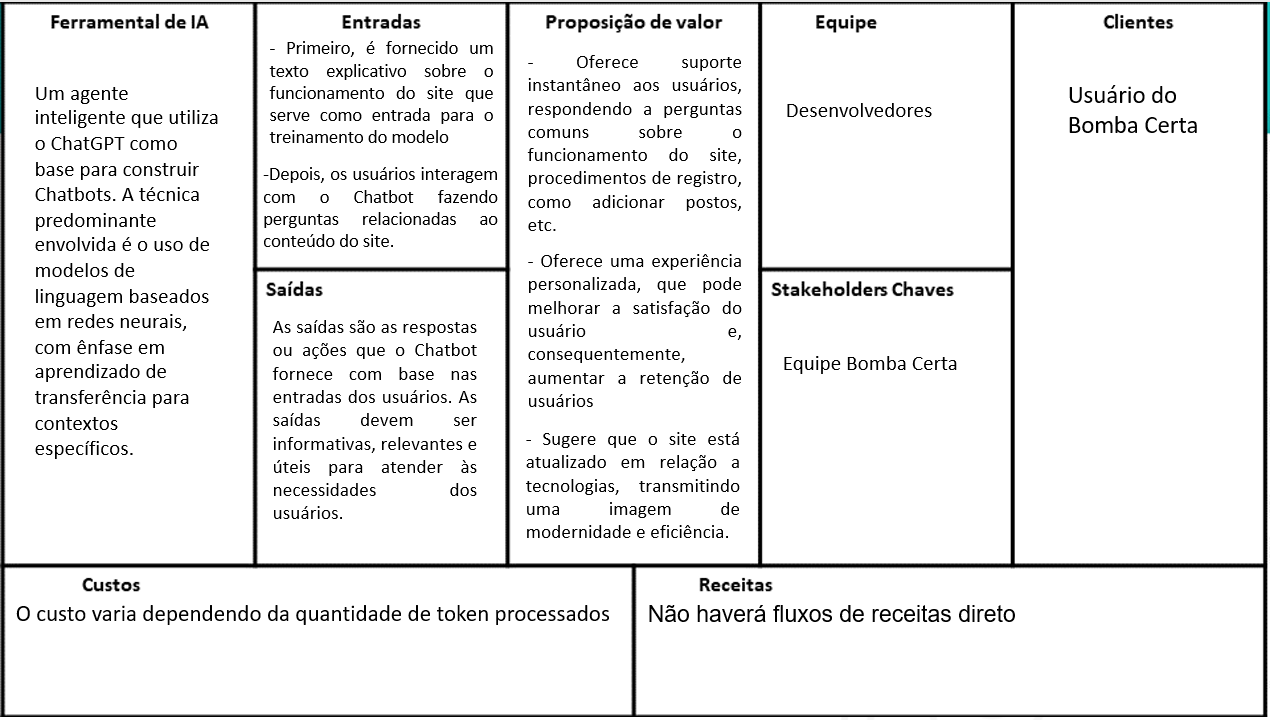 Ferramental de IA
Um agente
inteligente que utiliza
o ChatGPT como
base para construir
Chatbots. A técnica
predominante
envolvida é o uso de
modelos de
linguagem baseados
em redes neurais,
com ênfase em
aprendizado de
transferência para
contextos
específicos.
Entradas
- Primeiro, é fornecido um
texto explicativo sobre o
funcionamento do site que
serve como entrada para o
treinamento do modelo
-Depois, os usuários interagem
com o Chatbot fazendo
perguntas relacionadas ao
conteúdo do site.
Saídas
As saídas são as respostas
ou ações que o Chatbot
fornece com base nas
entradas dos usuários. As
saídas devem ser
informativas, relevantes e
úteis para atender às
necessidades dos
usuários.
Proposição de valor
- Oferece suporte
instantâneo aos usuários,
respondendo a perguntas
comuns sobre o
funcionamento do site,
procedimentos de registro,
como adicionar postos,
etc.
- Oferece uma experiência
personalizada, que pode
melhorar a satisfação do
usuário e,
consequentemente,
aumentar a retenção de
usuários
- Sugere que o site está
atualizado em relação a
tecnologias, transmitindo
uma imagem de
modernidade e eficiência.
Equipe
Desenvolvedores
Stakeholders Chaves
Equipe Bomba Certa
Clientes
Usuário do
Bomba Certa
Custos
O custo varia dependendo da quantidade de token processados
Receitas
Não haverá fluxos de receitas direto